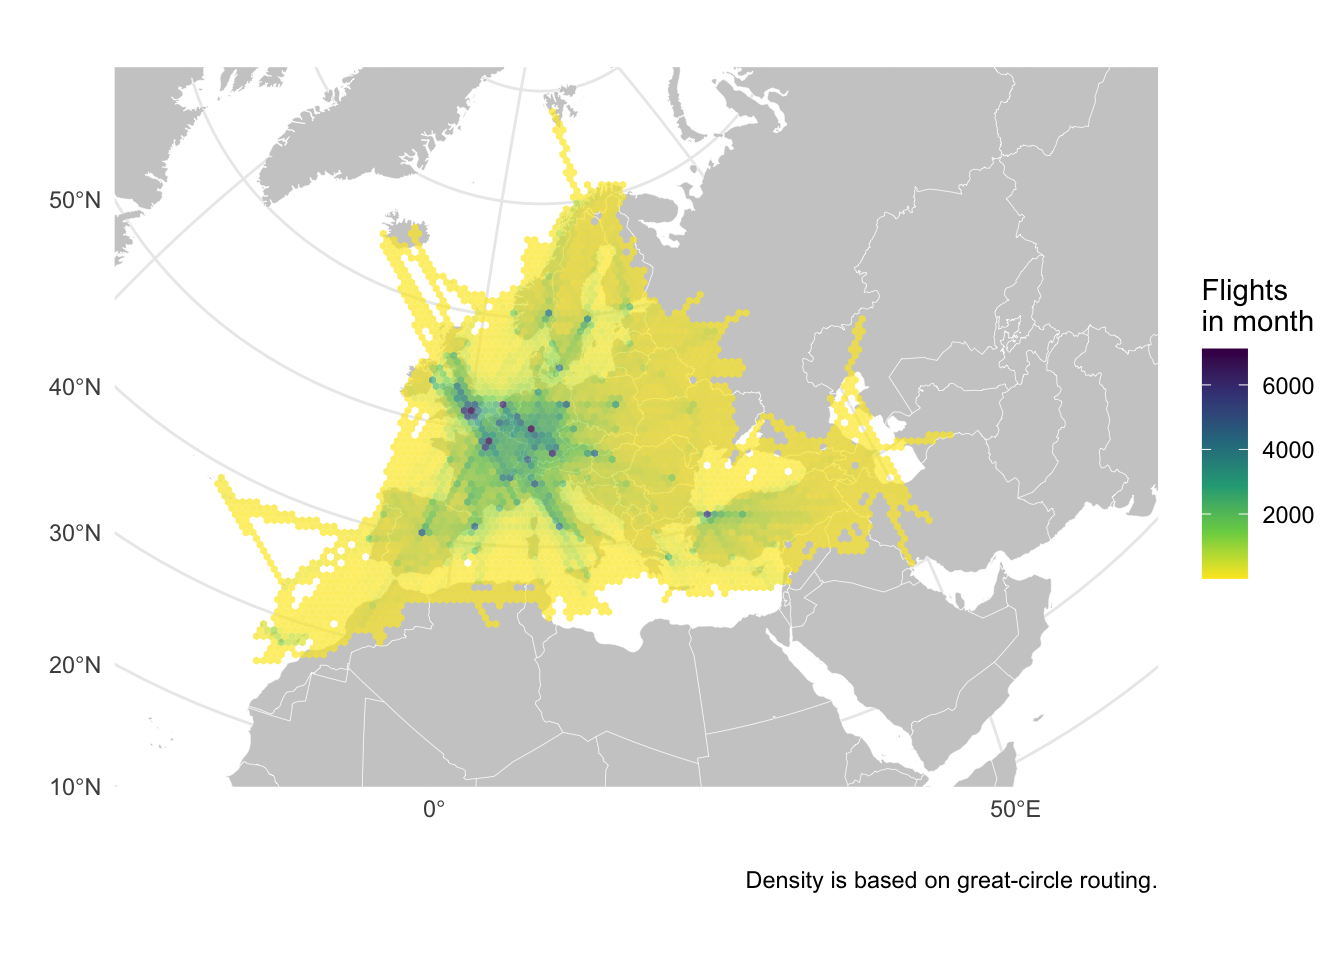 50°N
40°N
30°N
20°N
10°N
0°
50°E
Flights
in month
6000
4000
2000
Density is based on great-circle routing.